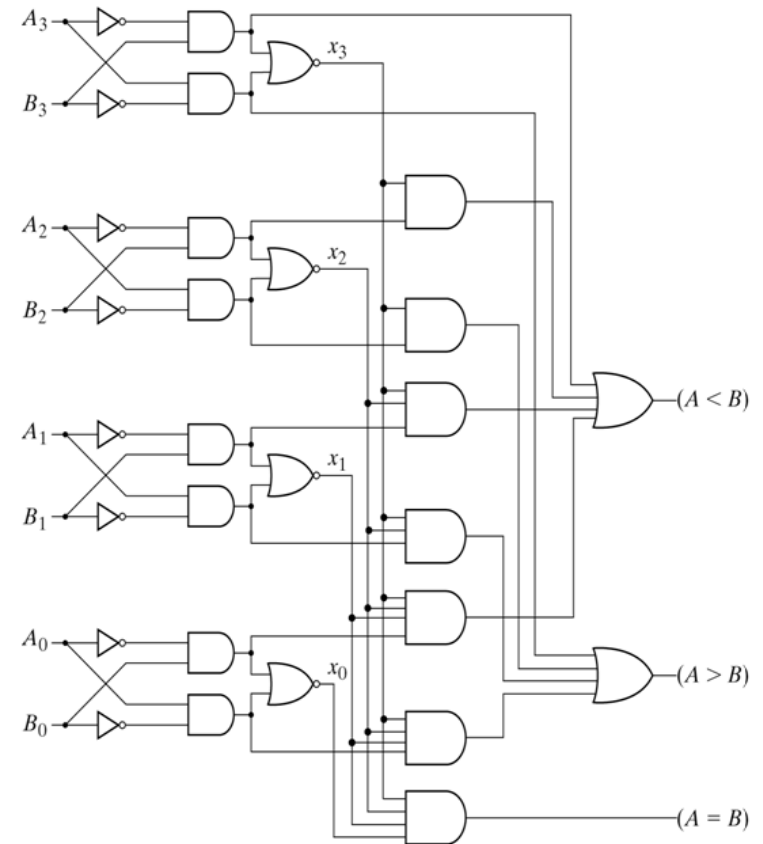 A₃
x₃
B₃
A₂
x₂
B₂
(A < B)
A₁
x₁
B₁
A₀
x₀
(A > B)
B₀
(A = B)